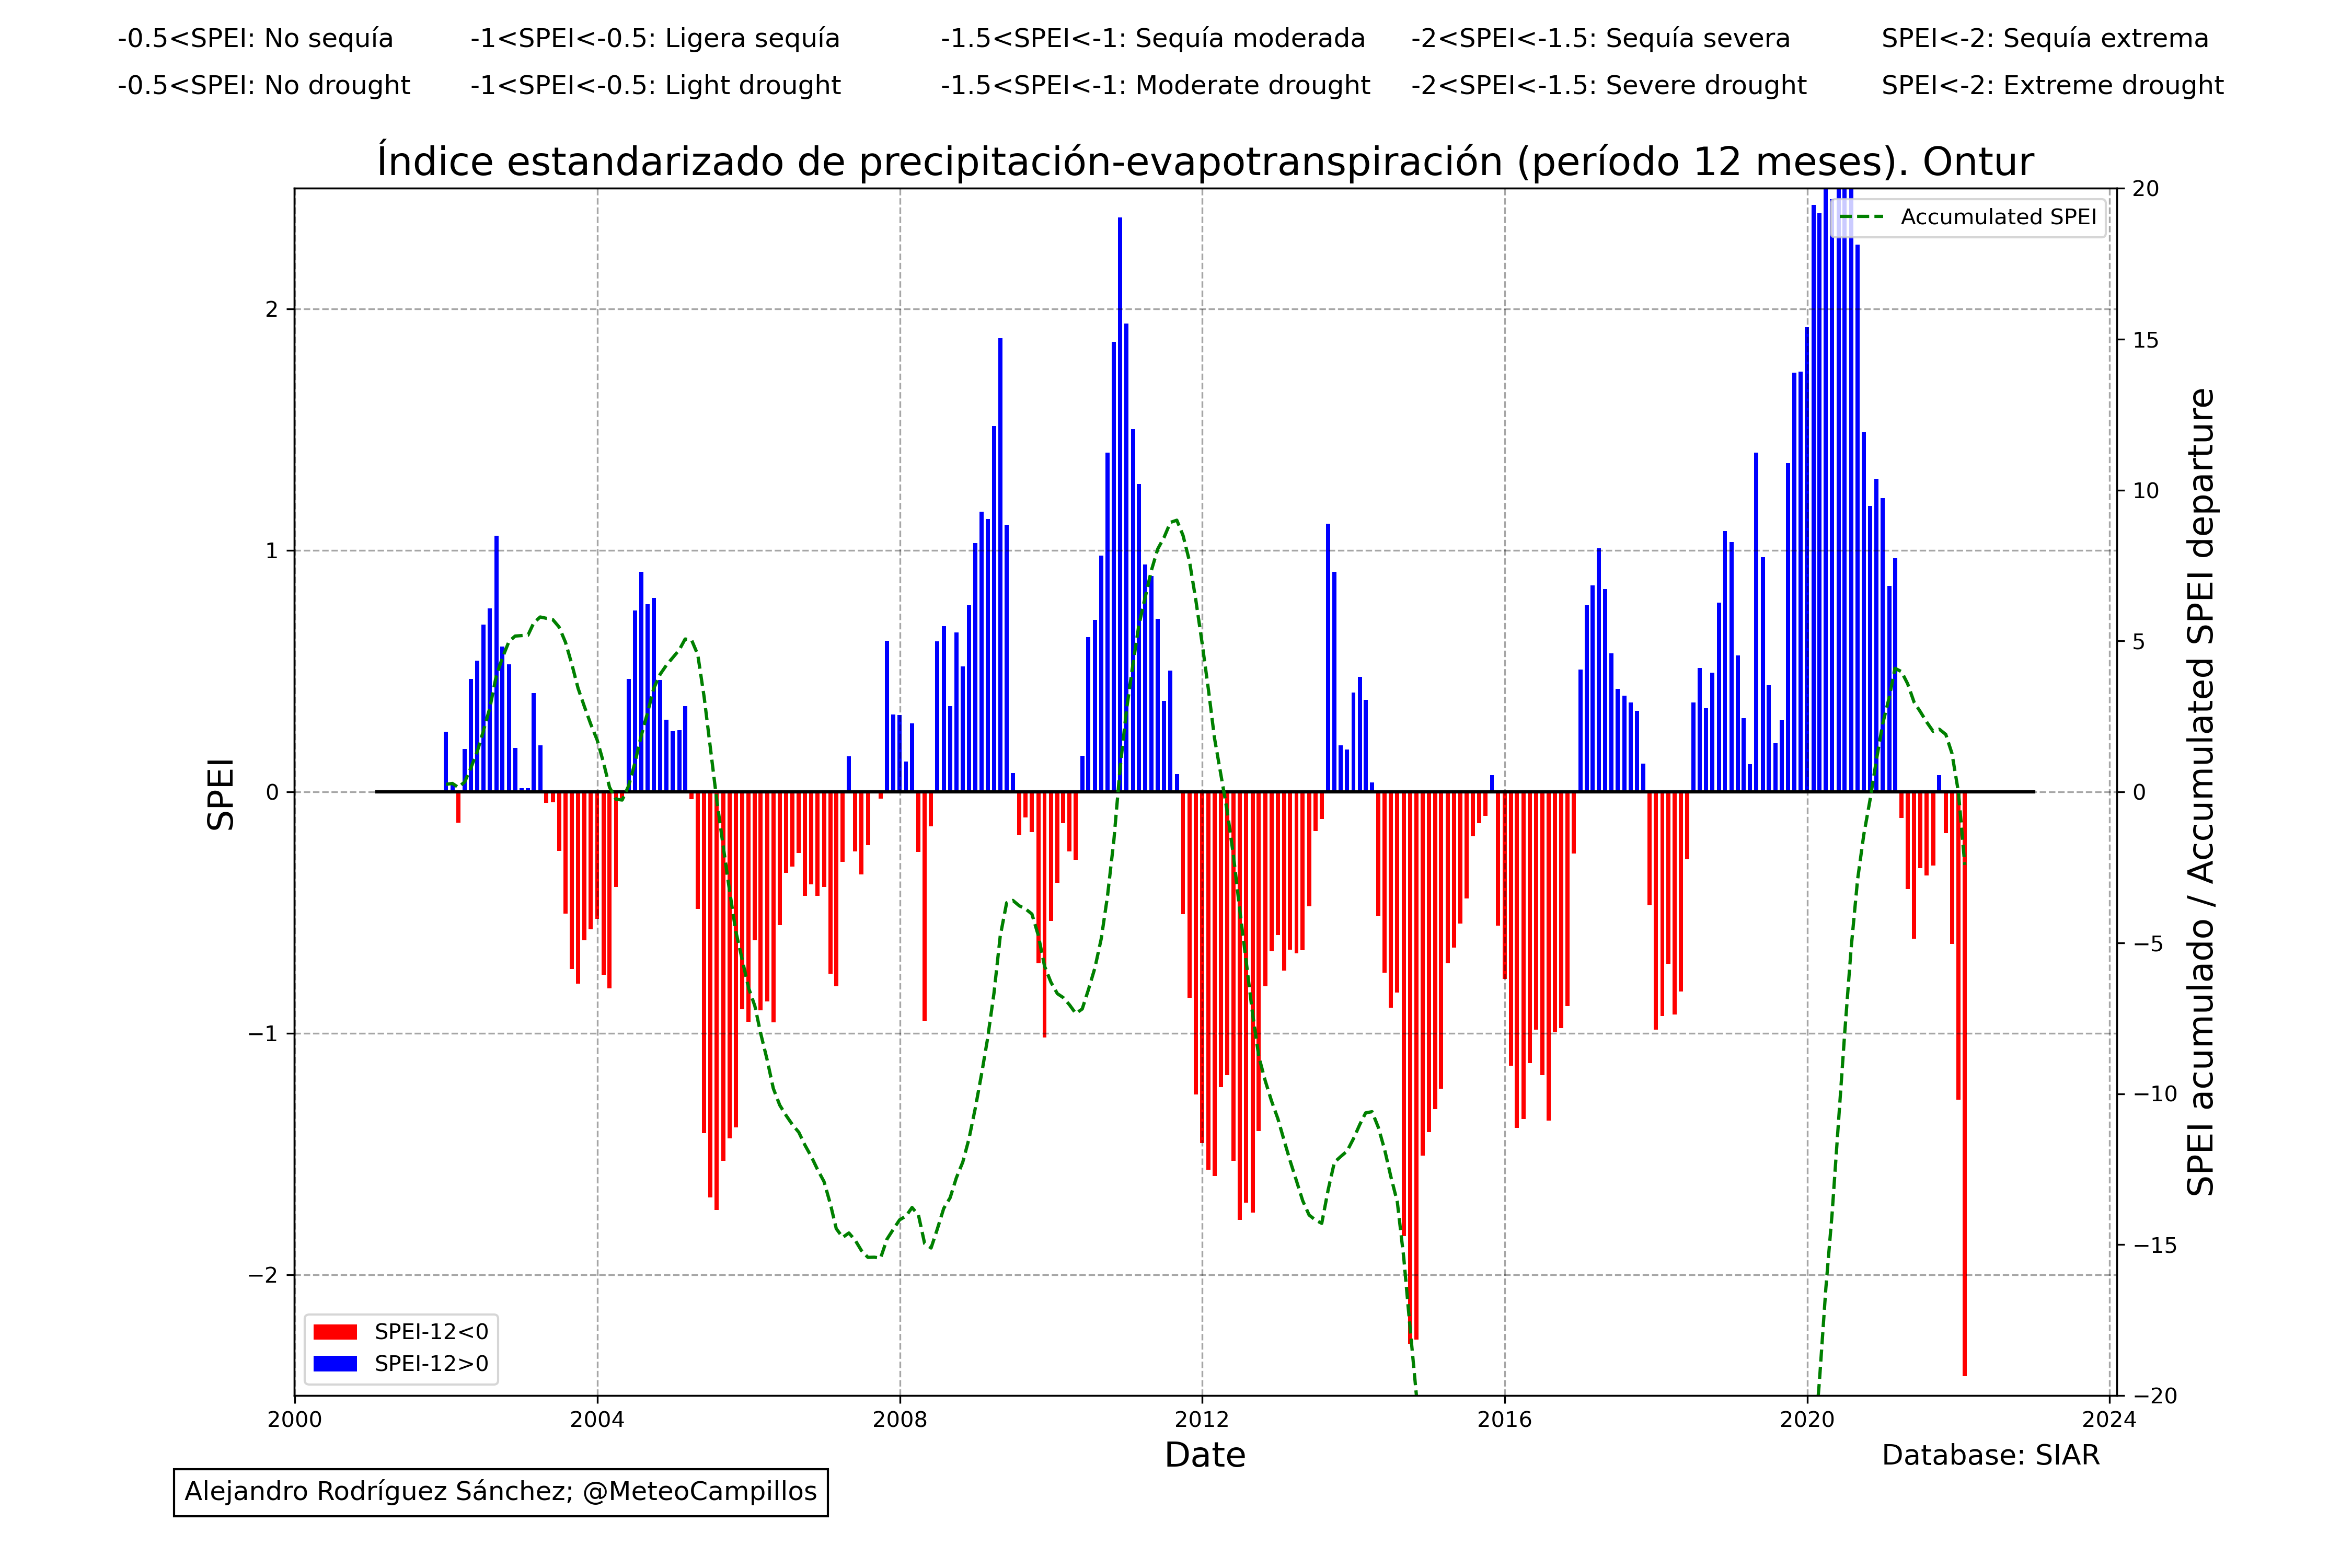 -0.5<SPEI: No sequía -1<SPEI<-0.5: Ligera sequía -1.5<SPEI<-1: Sequía moderada -2<SPEI<-1.5: Sequía severa SPEI<-2: Sequía extrema
-0.5<SPEI: No drought -1<SPEI<-0.5: Light drought -1.5<SPEI<-1: Moderate drought -2<SPEI<-1.5: Severe drought SPEI<-2: Extreme drought
Índice estandarizado de precipitación-evapotranspiración (período 12 meses). Ontur
Accumulated SPEI
SPEI
2
1
0
−1
−2
20
15
10
5
0
−5
−10
−15
−20
SPEI acumulado / Accumulated SPEI departure
SPEI-12<0
SPEI-12>0
2000 2004 2008 2012 2016 2020 2024
Date
Database: SIAR
Alejandro Rodríguez Sánchez; @MeteoCampillos